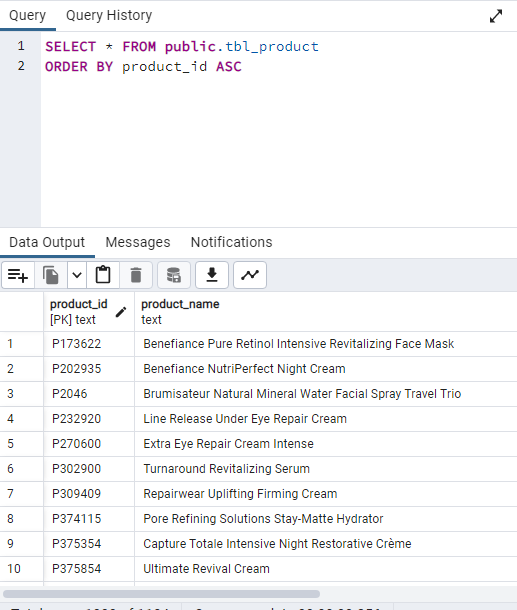 Query Query History
1 SELECT * FROM public.tbl_product
2 ORDER BY product_id ASC
Data Output Messages Notifications
product_id product_name
[PK] text text
1 P173622 Benefiance Pure Retinol Intensive Revitalizing Face Mask
2 P202935 Benefiance NutriPerfect Night Cream
3 P2046 Brumisateur Natural Mineral Water Facial Spray Travel Trio
4 P232920 Line Release Under Eye Repair Cream
5 P270600 Extra Eye Repair Cream Intense
6 P302900 Turnaround Revitalizing Serum
7 P309409 Repairwear Uplifting Firming Cream
8 P374115 Pore Refining Solutions Stay-Matte Hydrator
9 P375354 Capture Totale Intensive Night Restorative Crème
10 P375854 Ultimate Revival Cream